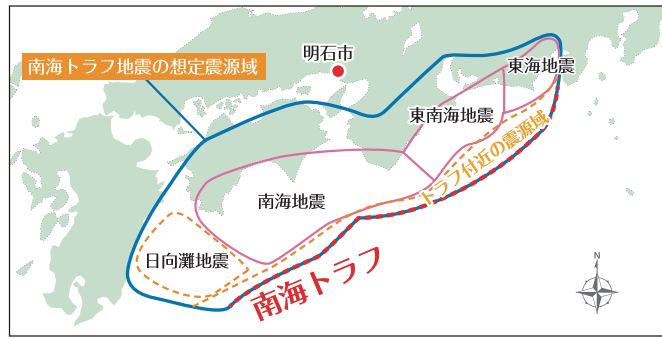 南海トラフ地震の想定震源域
明石市
東海地震
東南海地震
トラフ付近の震源域
南海地震
日向灘地震
南海トラフ
N